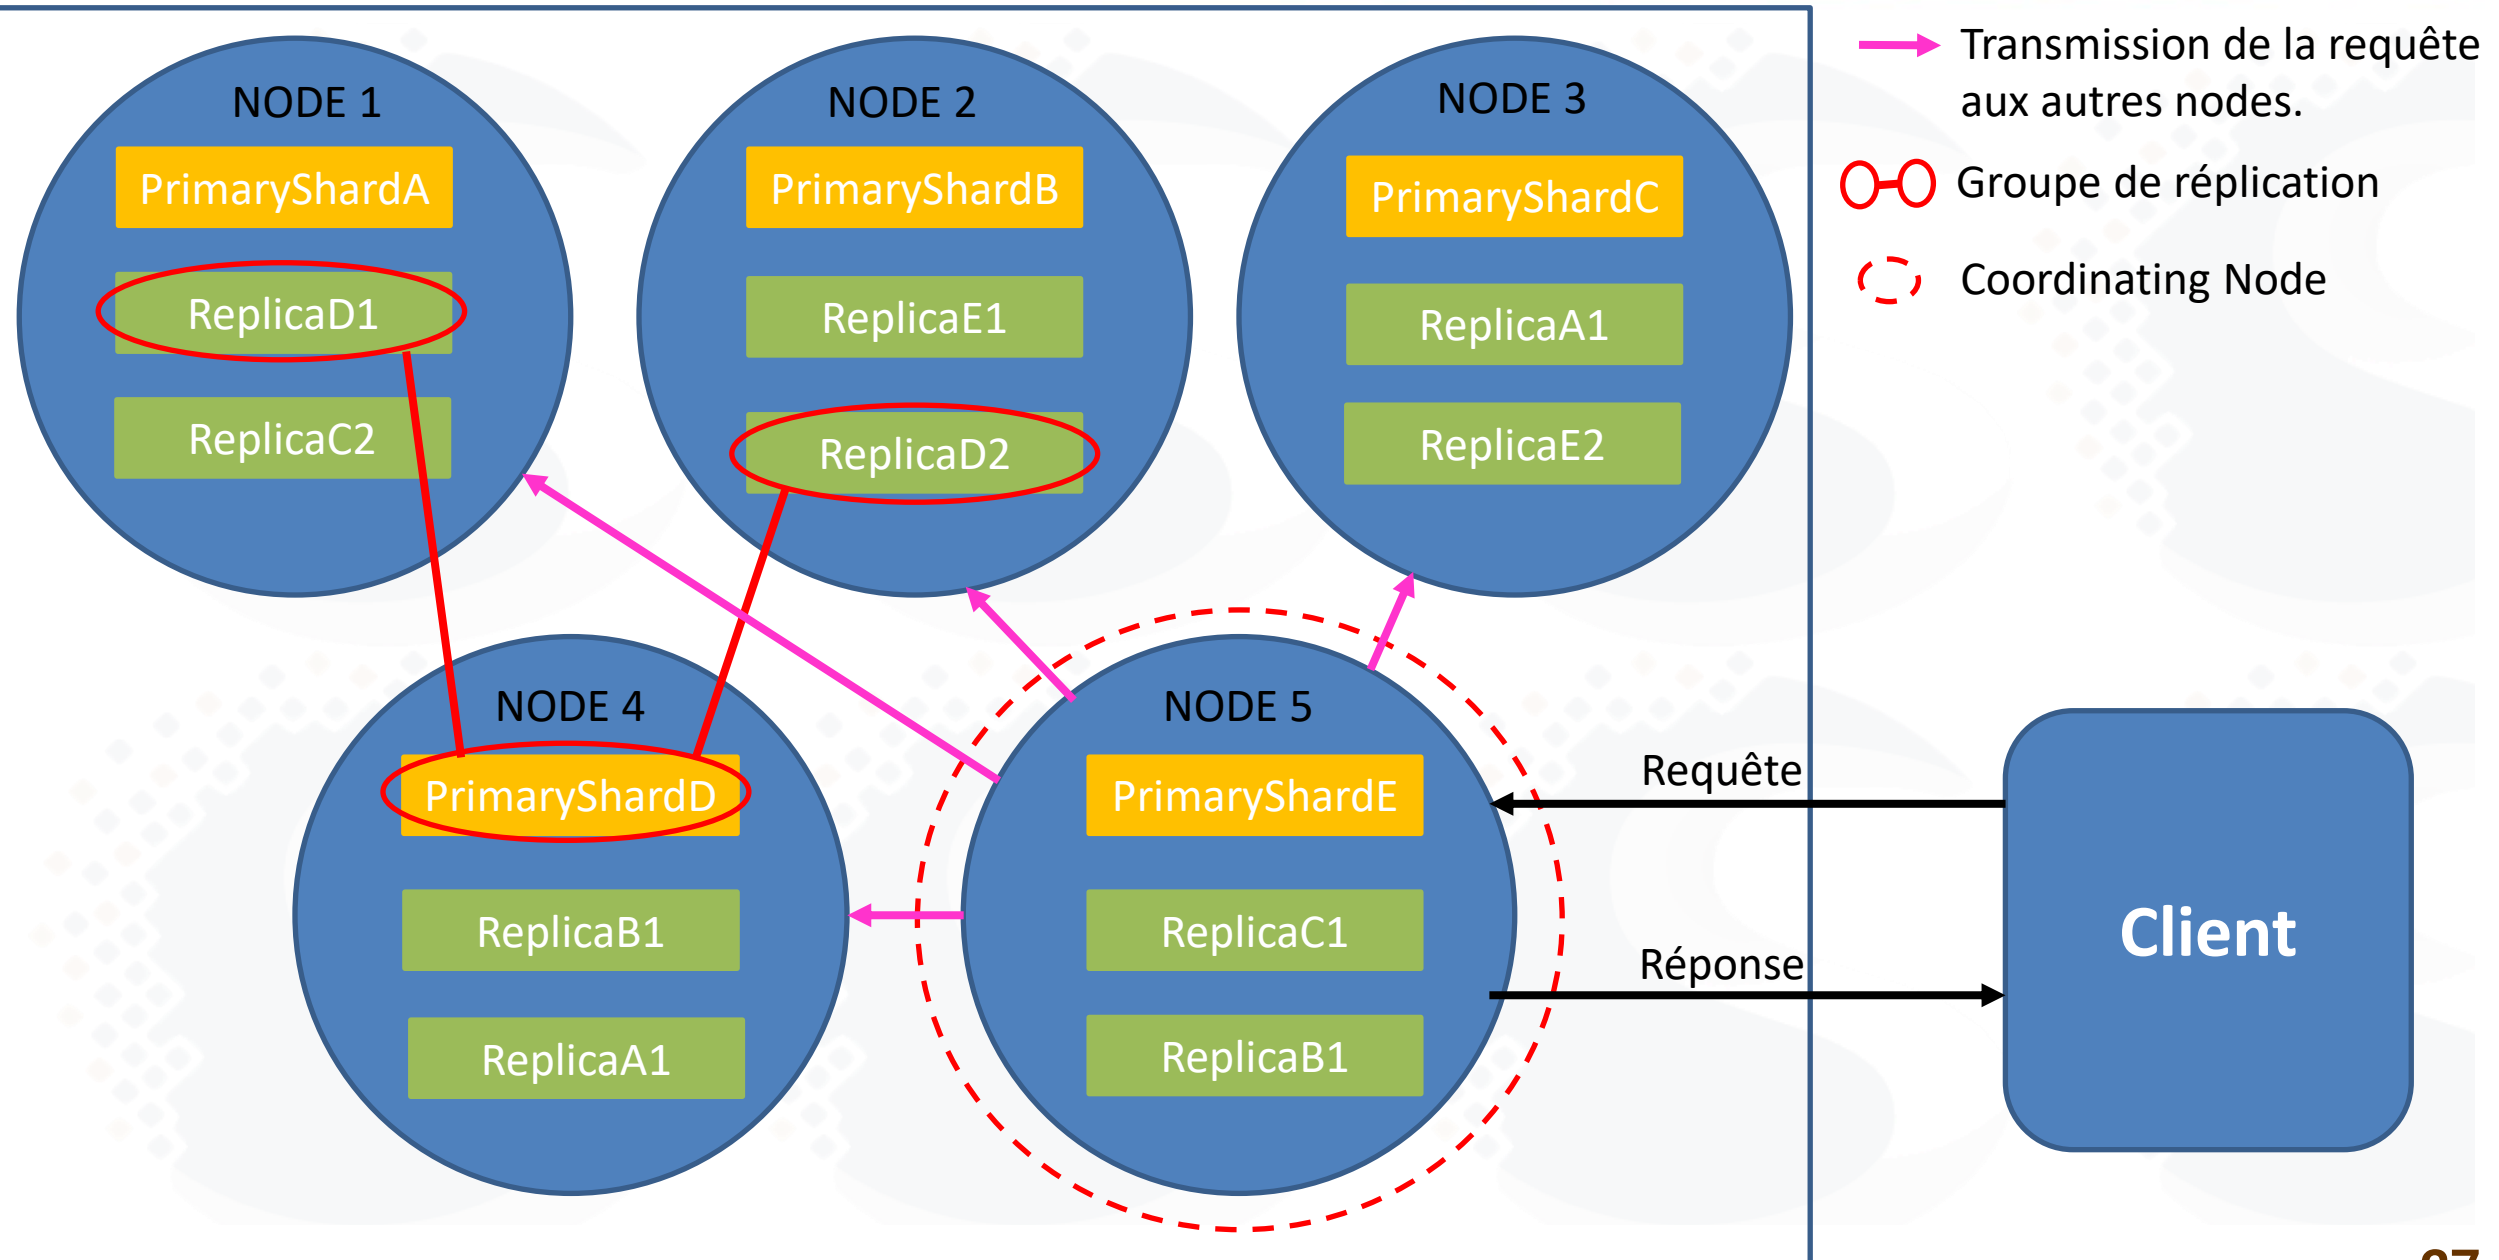 NODE 1
PrimaryShardA
ReplicaD1
ReplicaC2
NODE 2
PrimaryShardB
ReplicaE1
ReplicaD2
NODE 3
PrimaryShardC
ReplicaA1
ReplicaE2
Transmission de la requête
aux autres nodes.
Groupe de réplication
Coordinating Node
NODE 4
PrimaryShardD
ReplicaB1
ReplicaA1
NODE 5
PrimaryShardE
ReplicaC1
ReplicaB1
Requête
Réponse
Client